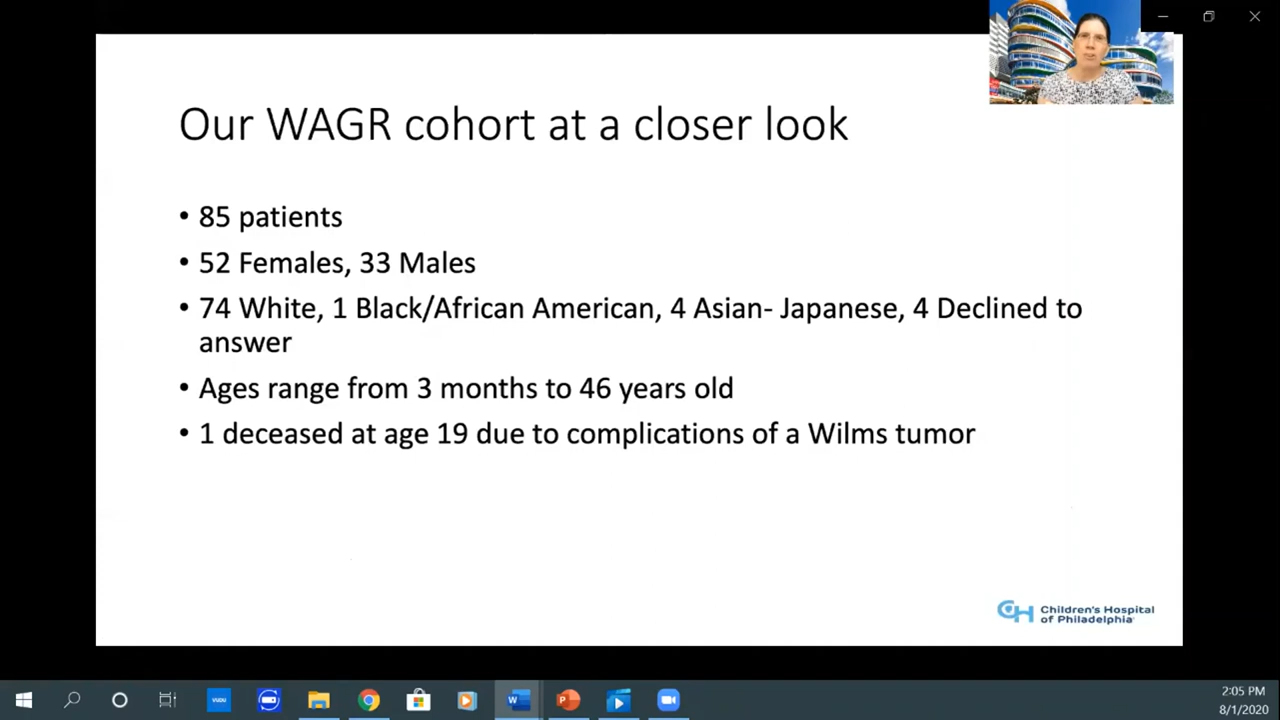 Our WAGR cohort at a closer look
• 85 patients
• 52 Females, 33 Males
• 74 White, 1 Black/African American, 4 Asian- Japanese, 4 Declined to
answer
• Ages range from 3 months to 46 years old
• 1 deceased at age 19 due to complications of a Wilms tumor
CH Children's Hospital
of Philadelphia
VUDU
2:05 PM
8/1/2020